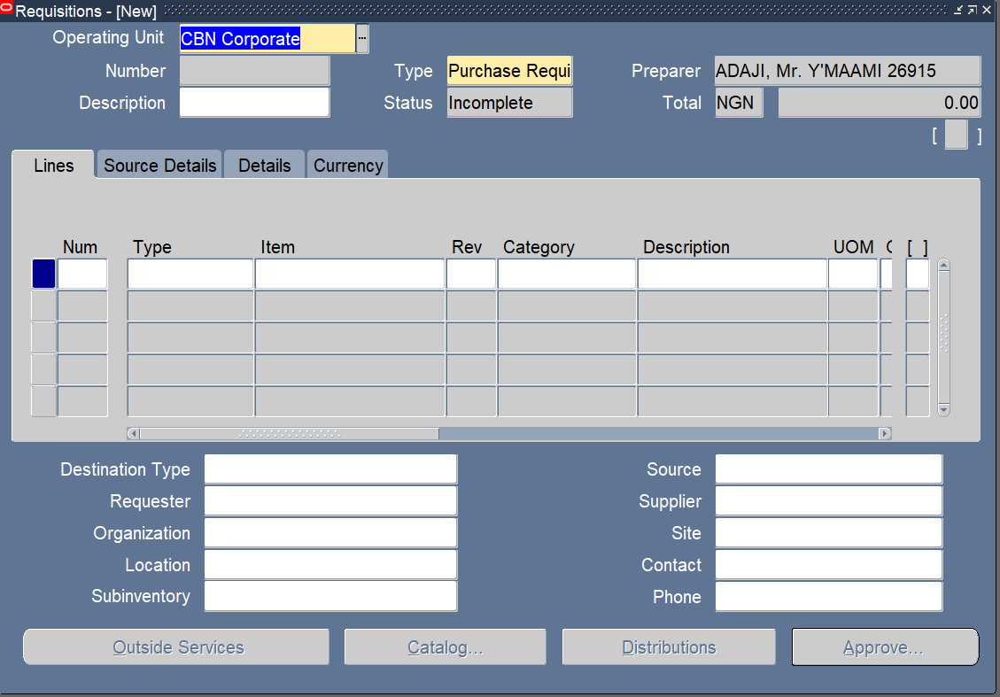 Requisitions - [New]
Operating Unit CBN Corporate ...
Number Type Purchase Requi Preparer ADAJI, Mr. Y'MAAMI 26915
Description Status Incomplete Total NGN 0.00
[ ]
Lines Source Details Details Currency
Num Type Item Rev Category Description UOM [ ]
Destination Type Source
Requester Supplier
Organization Site
Location Contact
Subinventory Phone
Outside Services Catalog... Distributions Approve...